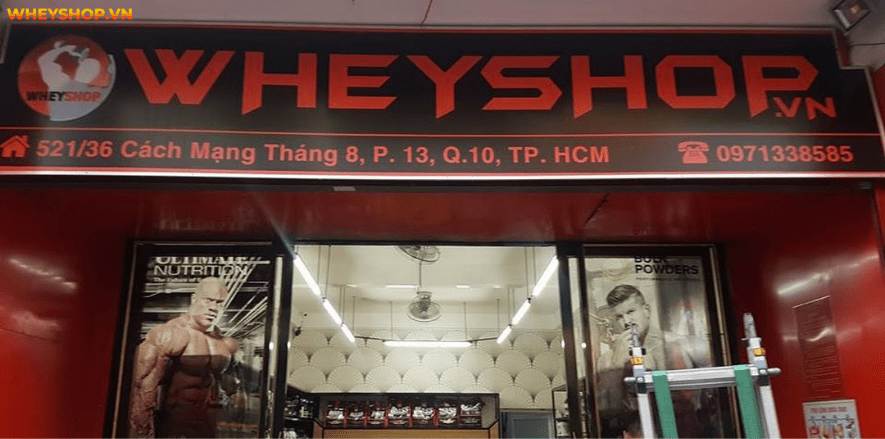 WHEYSHOP.VN
WHEYSHOP
WHEYSHOP.VN
521/36 Cách Mạng Tháng 8, P. 13, Q.10, TP. HCM
0971338585
ULTIMATE
NUTRITION
BULK
POWDERS